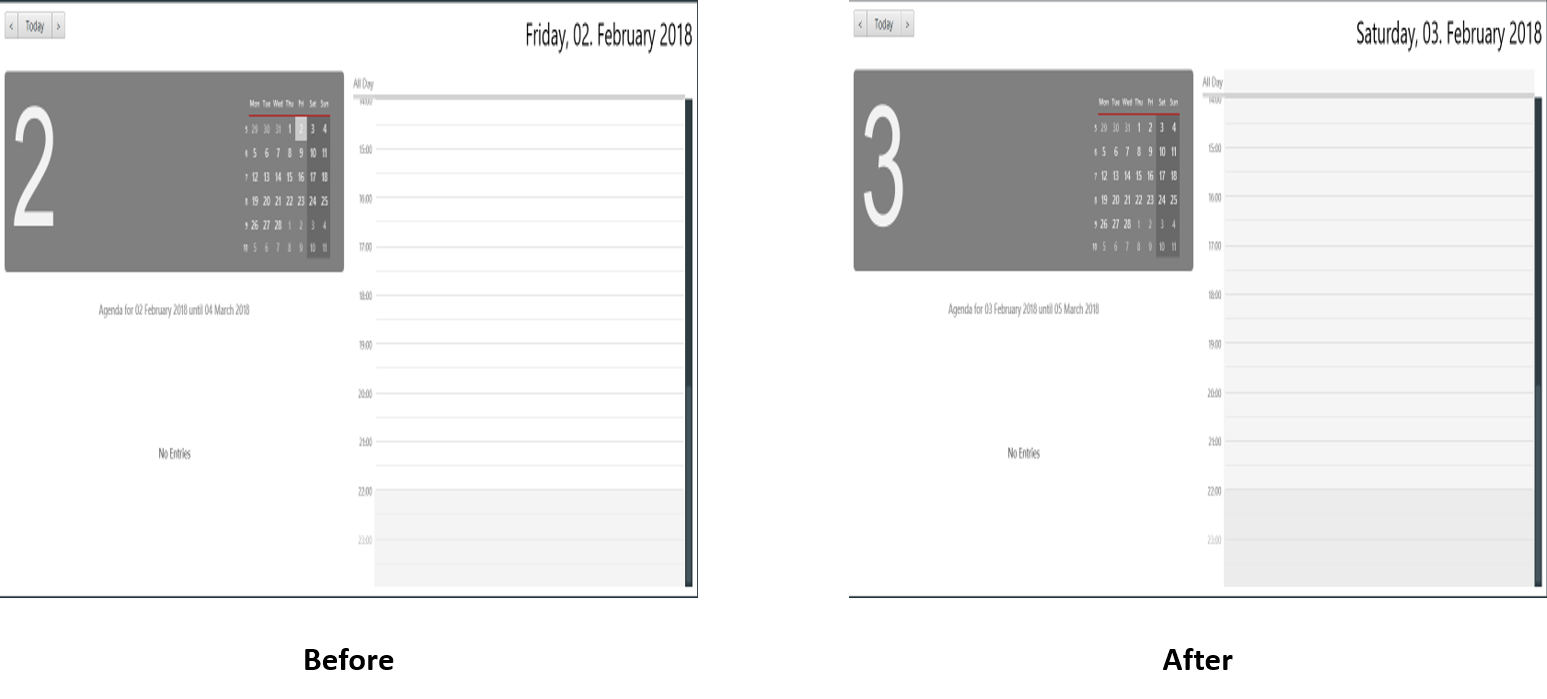 < Today >
Friday, 02. February 2018
2
Mon Tue Wed Thu Fri Sat Sun
5 29 30 31 1 2 3 4
6 5 6 7 8 9 10 11
7 12 13 14 15 16 17 18
8 19 20 21 22 23 24 25
9 26 27 28 1 2 3 4
10 5 6 7 8 9 10 11
Agenda for 02 February 2018 until 04 March 2018
No Entries
All Day
14:00
15:00
16:00
17:00
18:00
19:00
20:00
21:00
22:00
23:00
Before
< Today >
Saturday, 03. February 2018
3
Mon Tue Wed Thu Fri Sat Sun
5 29 30 31 1 2 3 4
6 5 6 7 8 9 10 11
7 12 13 14 15 16 17 18
8 19 20 21 22 23 24 25
9 26 27 28 1 2 3 4
10 5 6 7 8 9 10 11
Agenda for 03 February 2018 until 05 March 2018
No Entries
All Day
14:00
15:00
16:00
17:00
18:00
19:00
20:00
21:00
22:00
23:00
After